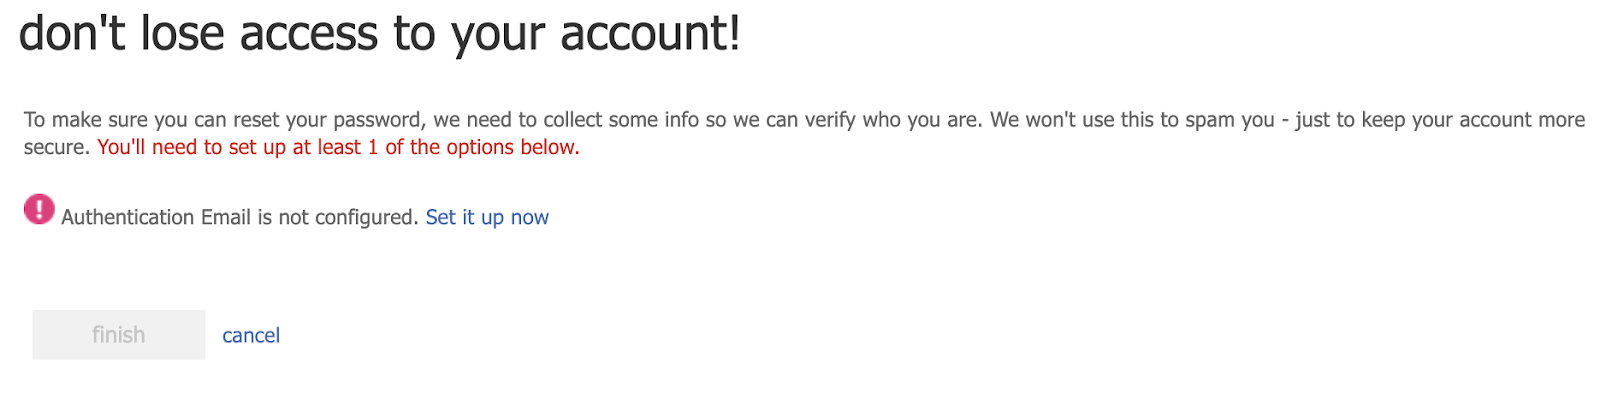 don't lose access to your account!
To make sure you can reset your password, we need to collect some info so we can verify who you are. We won't use this to spam you - just to keep your account more
secure. You'll need to set up at least 1 of the options below.
! Authentication Email is not configured. Set it up now
finish cancel